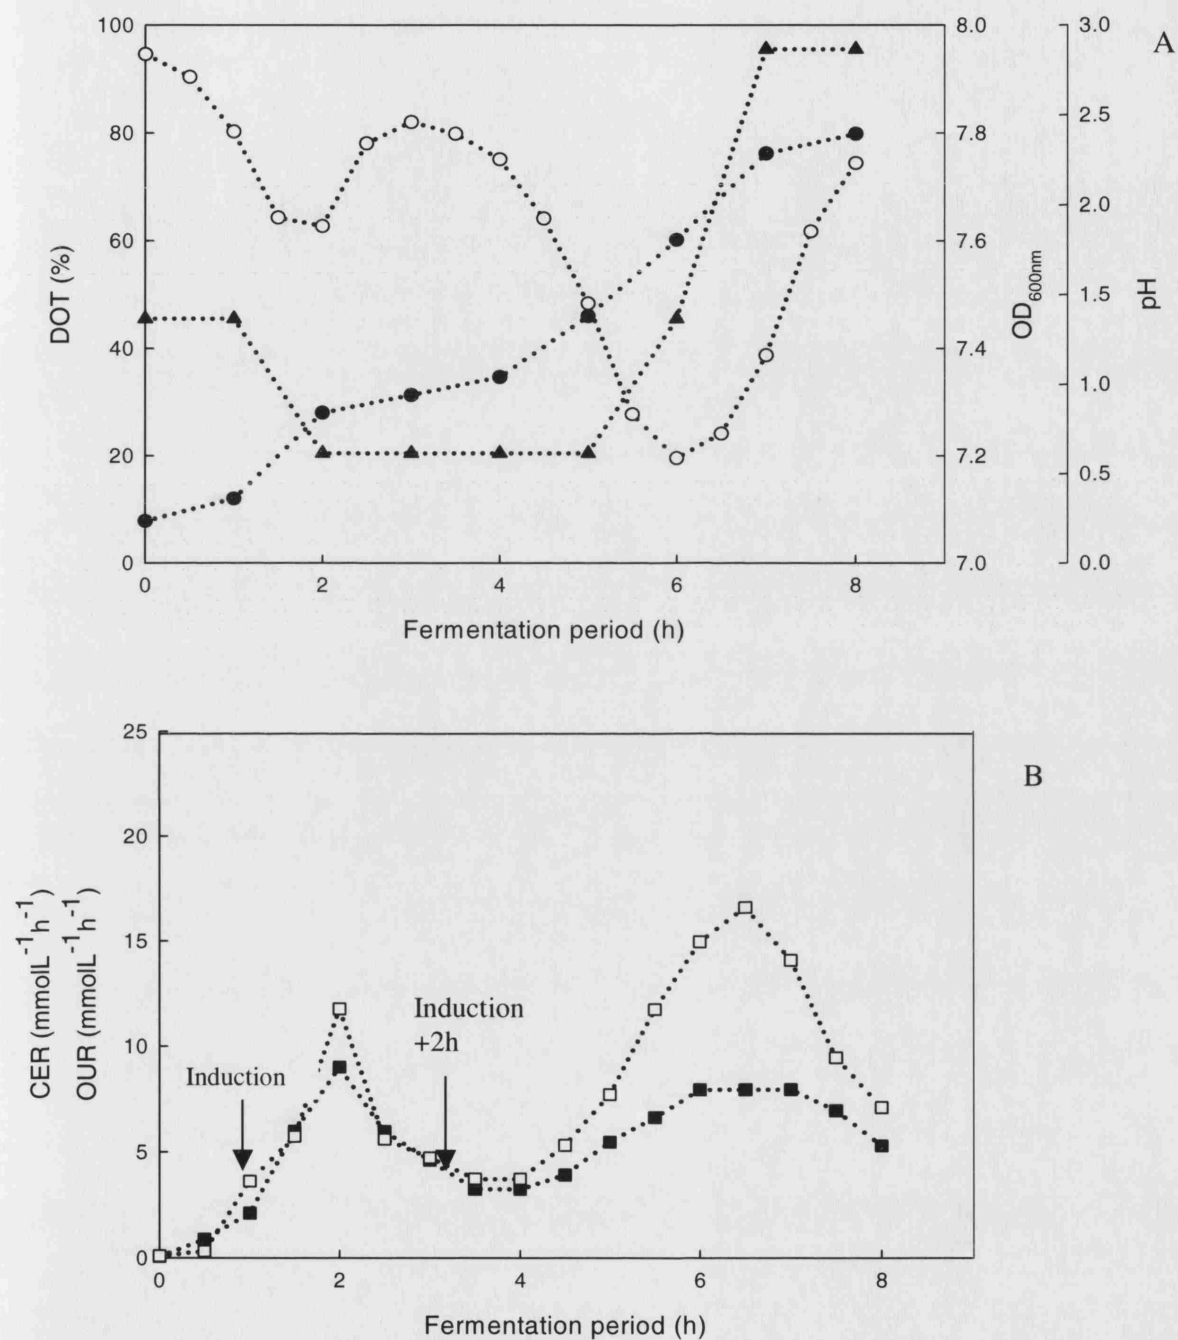 A
100
80
60
40
20
0
DOT (%)
8.0
7.8
7.6
7.4
7.2
7.0
OD600nm
3.0
2.5
2.0
1.5
1.0
0.5
0.0
pH
0 2 4 6 8
Fermentation period (h)
B
25
20
15
10
5
0
CER (mmolL-1h-1)
OUR (mmolL-1h-1)
Induction
Induction
+2h
0 2 4 6 8
Fermentation period (h)